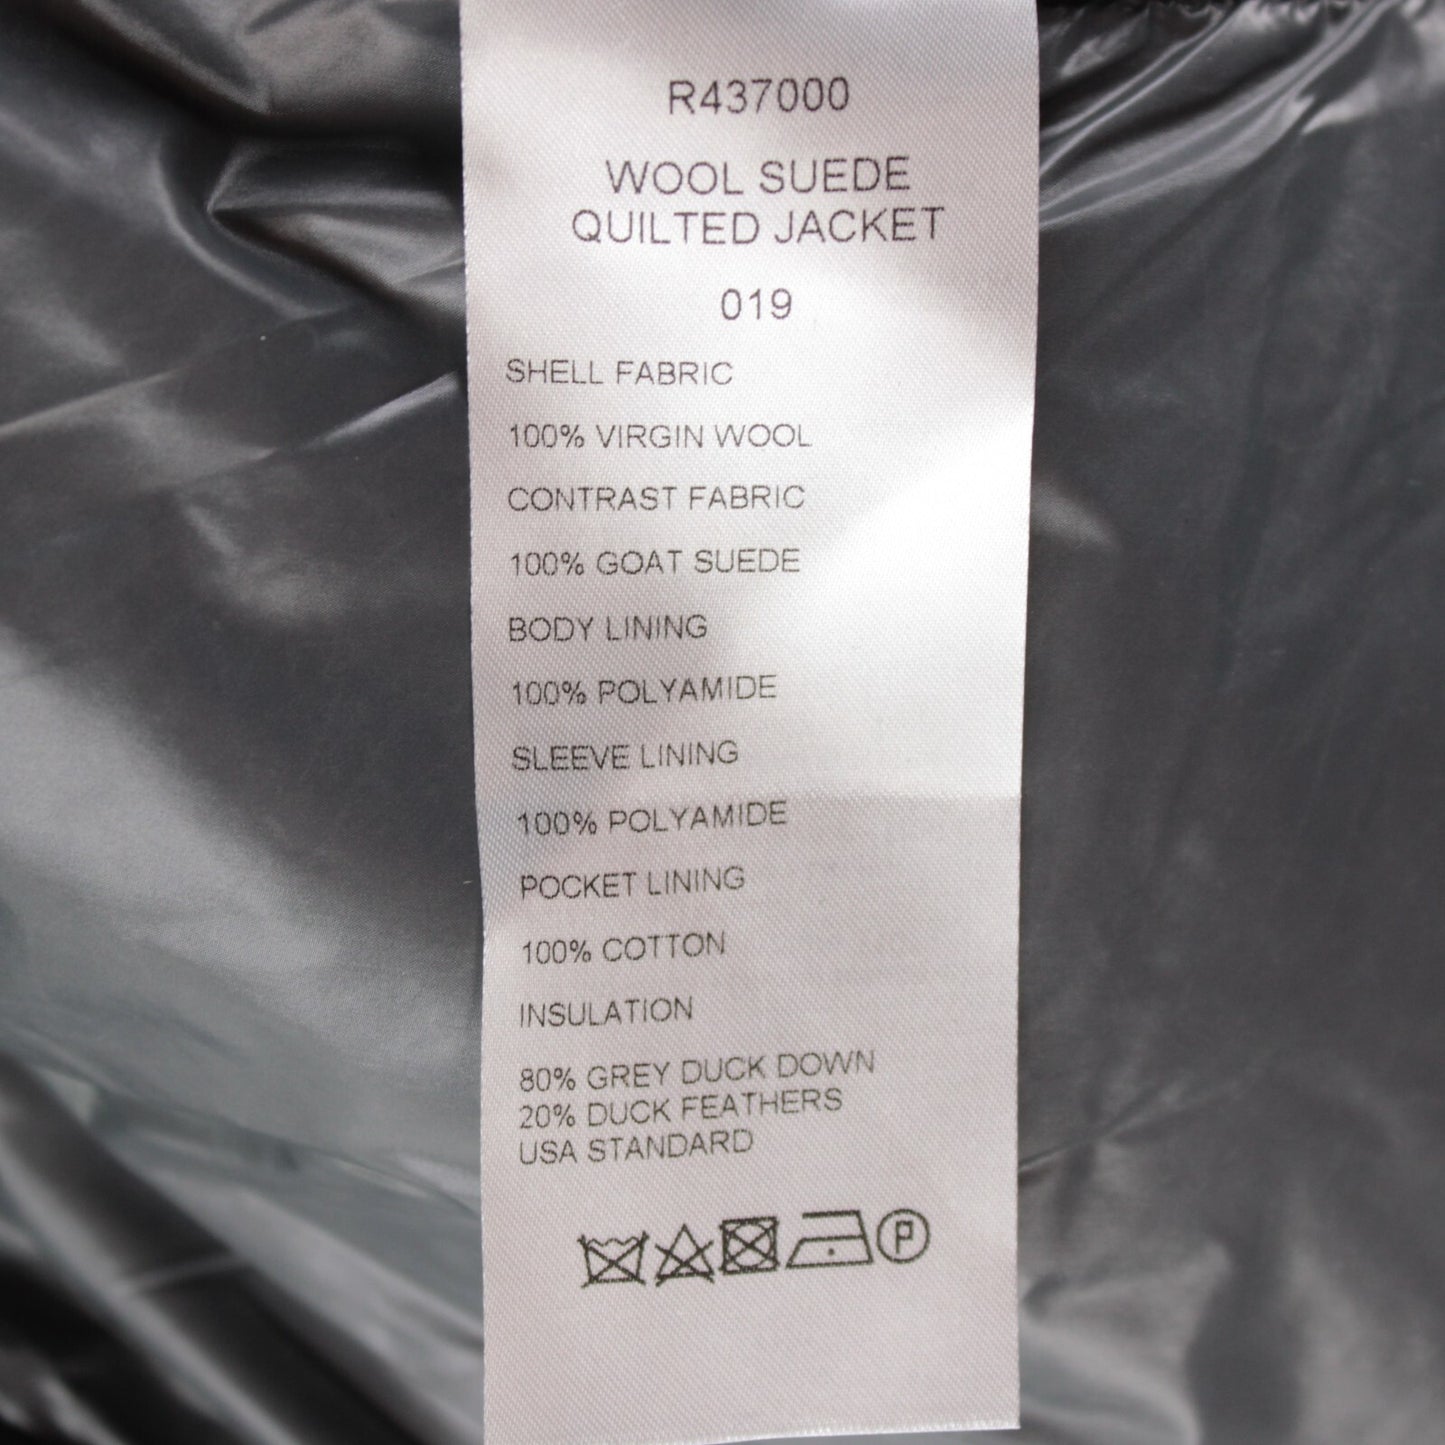 R437000
WOOL SUEDE
QUILTED JACKET
019
SHELL FABRIC
100% VIRGIN WOOL
CONTRAST FABRIC
100% GOAT SUEDE
BODY LINING
100% POLYAMIDE
SLEEVE LINING
100% POLYAMIDE
POCKET LINING
100% COTTON
INSULATION
80% GREY DUCK DOWN
20% DUCK FEATHERS
USA STANDARD
P